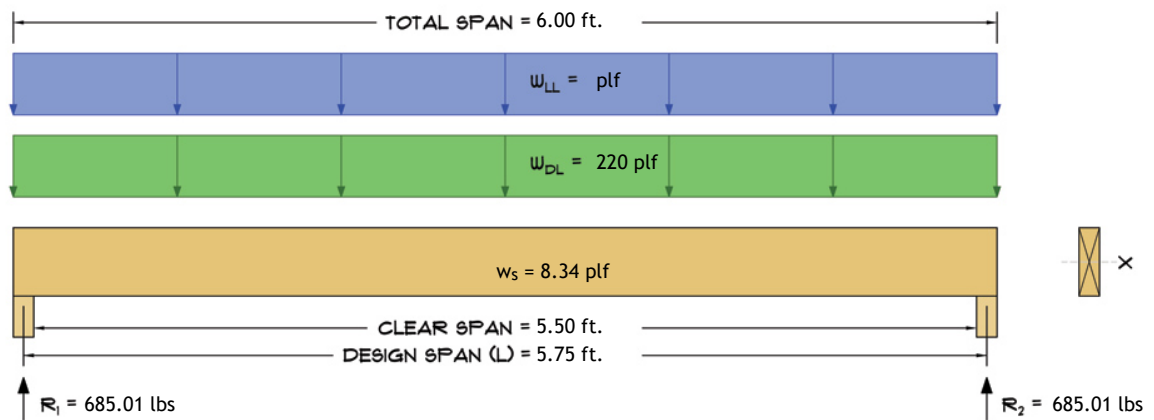 TOTAL SPAN = 6.00 ft.
wLL = plf
wDL = 220 plf
ws = 8.34 plf
X
CLEAR SPAN = 5.50 ft.
DESIGN SPAN (L) = 5.75 ft.
R1 = 685.01 lbs
R2 = 685.01 lbs